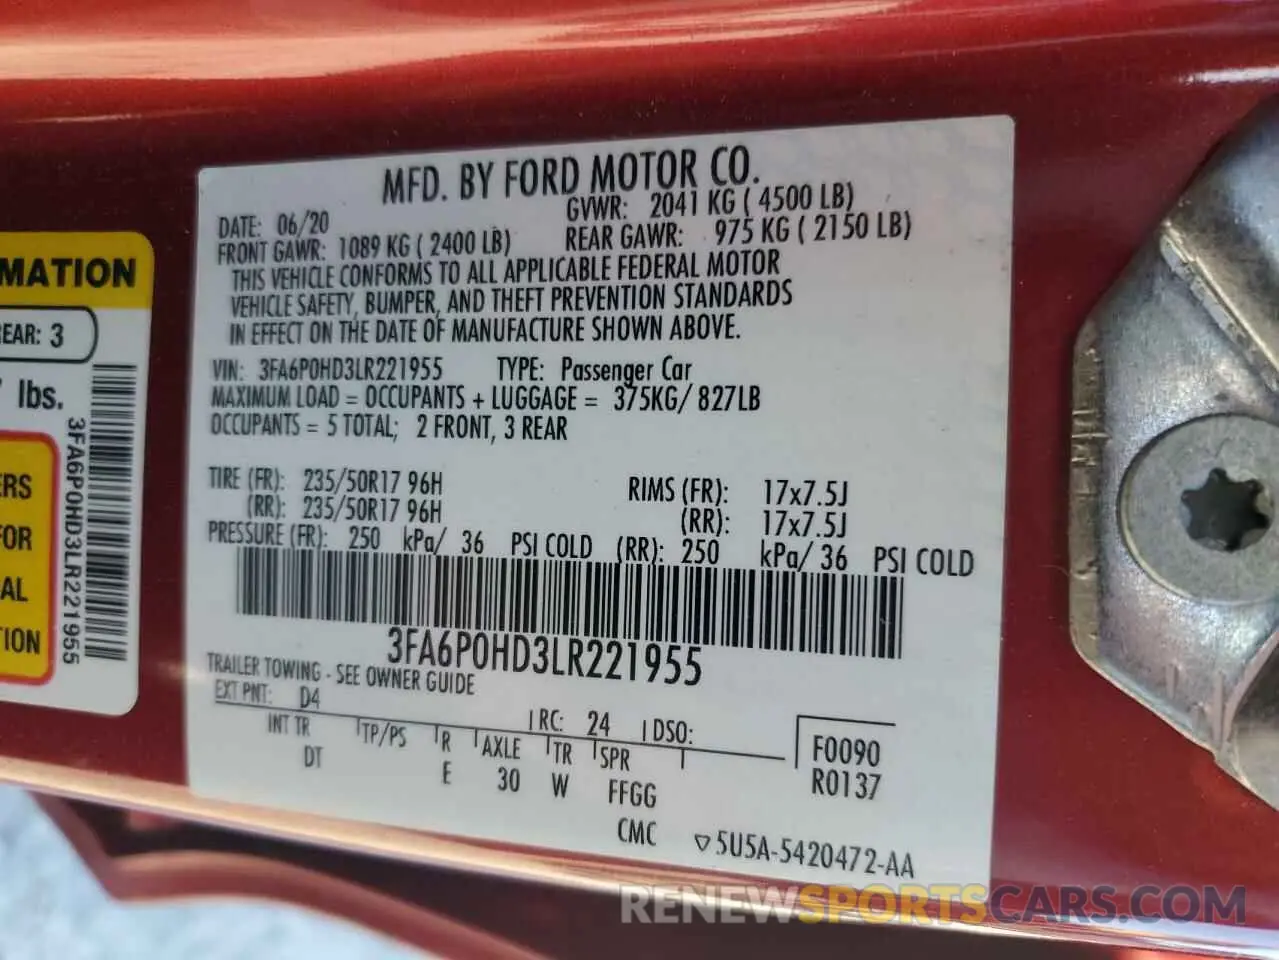 MFD. BY FORD MOTOR CO.
DATE: 06/20 GVWR: 2041 KG ( 4500 LB)
FRONT GAWR: 1089 KG ( 2400 LB) REAR GAWR: 975 KG ( 2150 LB)
THIS VEHICLE CONFORMS TO ALL APPLICABLE FEDERAL MOTOR
VEHICLE SAFETY, BUMPER, AND THEFT PREVENTION STANDARDS
IN EFFECT ON THE DATE OF MANUFACTURE SHOWN ABOVE.
VIN: 3FA6P0HD3LR221955 TYPE: Passenger Car
MAXIMUM LOAD = OCCUPANTS + LUGGAGE = 375KG/ 827LB
OCCUPANTS = 5 TOTAL; 2 FRONT, 3 REAR
TIRE (FR): 235/50R17 96H RIMS (FR): 17x7.5J
(RR): 235/50R17 96H (RR): 17x7.5J
PRESSURE (FR): 250 kPa/ 36 PSI COLD (RR): 250 kPa/ 36 PSI COLD
3FA6P0HD3LR221955
TRAILER TOWING - SEE OWNER GUIDE
EXT PNT: D4 RC: 24 DSO:
INT TR TP/PS R AXLE TR SPR F0090
DT E 30 W FFGG R0137
CMC ▽5U5A-5420472-AA
MATION
EAR: 3
lbs.
3FA6P0HD3LR221955
ERS
FOR
AL
TION
RENEWSPORTSCARS.COM